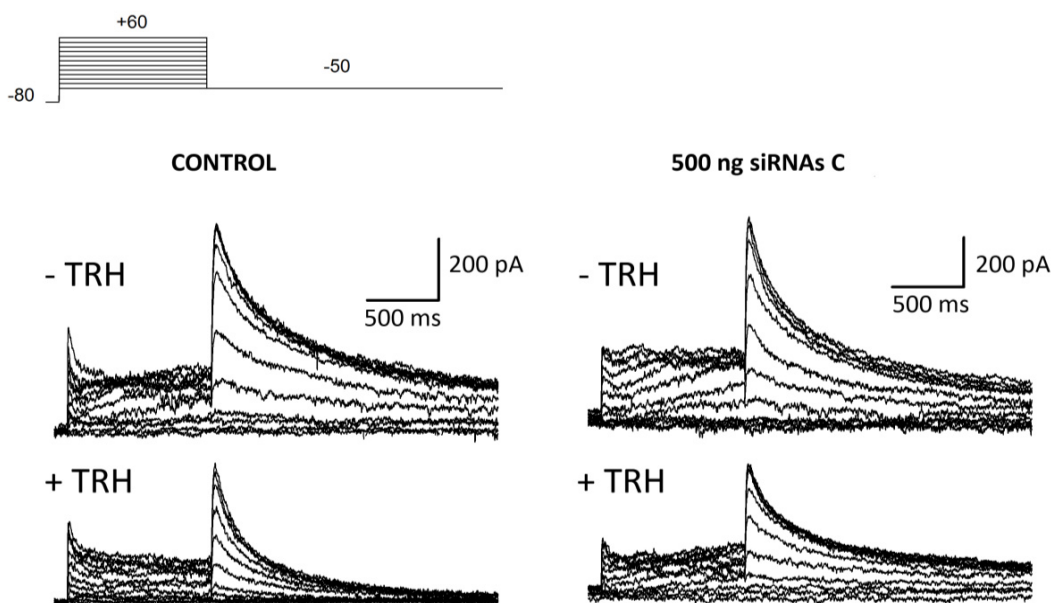 +60
-50
-80
CONTROL
500 ng siRNAs C
- TRH
200 pA
500 ms
- TRH
200 pA
500 ms
+ TRH
+ TRH